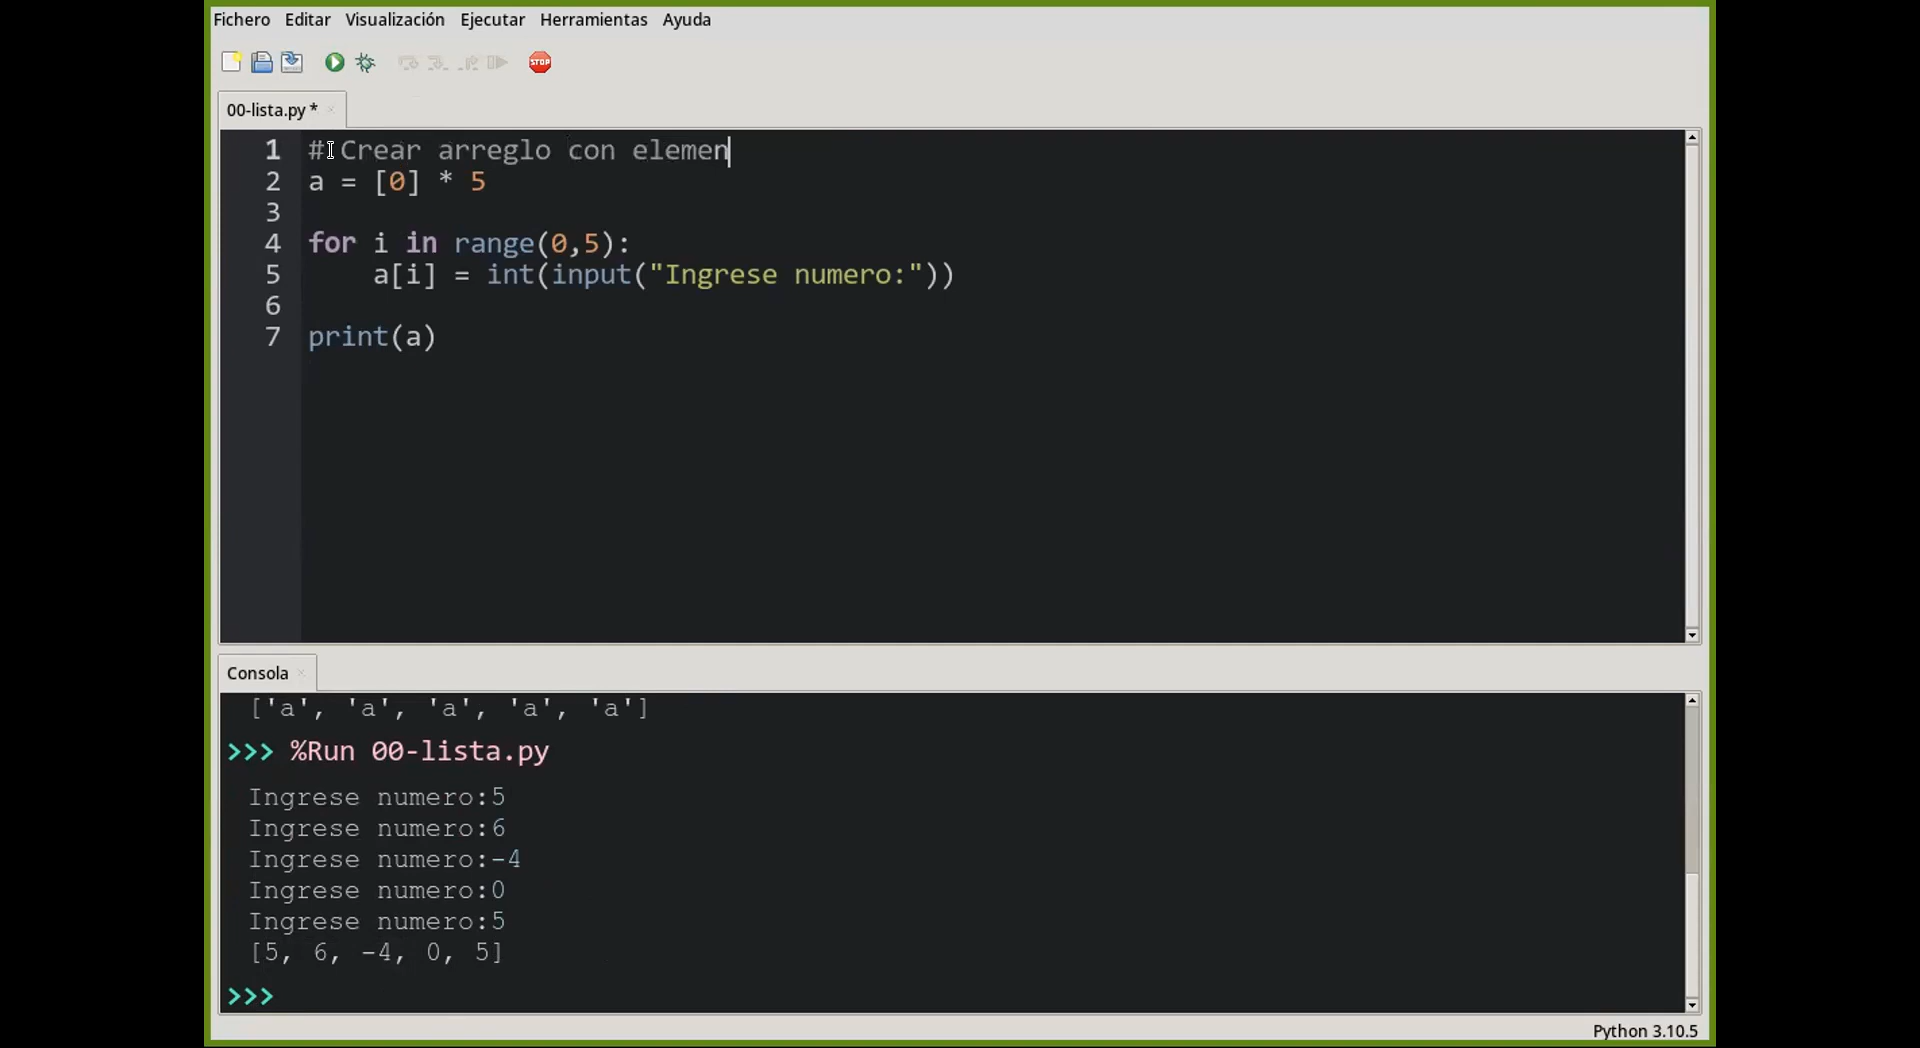 Fichero Editar Visualización Ejecutar Herramientas Ayuda
STOP
00-lista.py *
1 # Crear arreglo con elemen
2 a = [0] * 5
3
4 for i in range(0,5):
5     a[i] = int(input("Ingrese numero:"))
6
7 print(a)
Consola
['a', 'a', 'a', 'a', 'a']
>>> %Run 00-lista.py
Ingrese numero:5
Ingrese numero:6
Ingrese numero:-4
Ingrese numero:0
Ingrese numero:5
[5, 6, -4, 0, 5]
>>>
Python 3.10.5